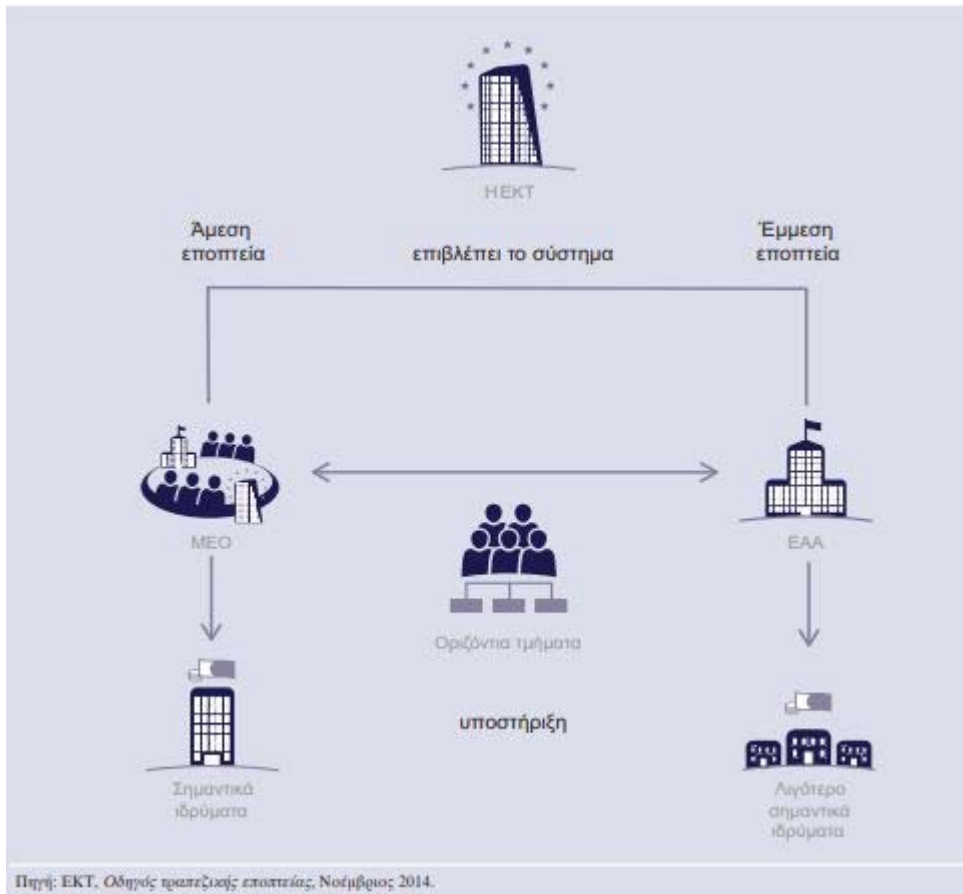 Η ΕΚΤ
Άμεση
εποπτεία
επιβλέπει το σύστημα
Έμμεση
εποπτεία
ΜΕΟ
ΕΑΑ
Οριζόντια τμήματα
υποστήριξη
Σημαντικά
ιδρύματα
Λιγότερο
σημαντικά
ιδρύματα
Πηγή: ΕΚΤ, Οδηγός τραπεζικής εποπτείας, Νοέμβριος 2014.